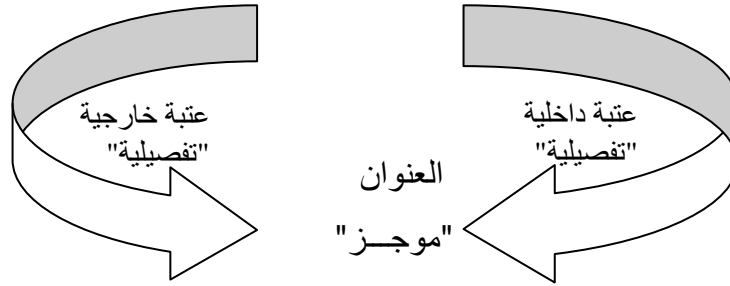 عتبة داخلية
"تفصيلية"
عتبة خارجية
"تفصيلية"
العنوان
"موجــز"